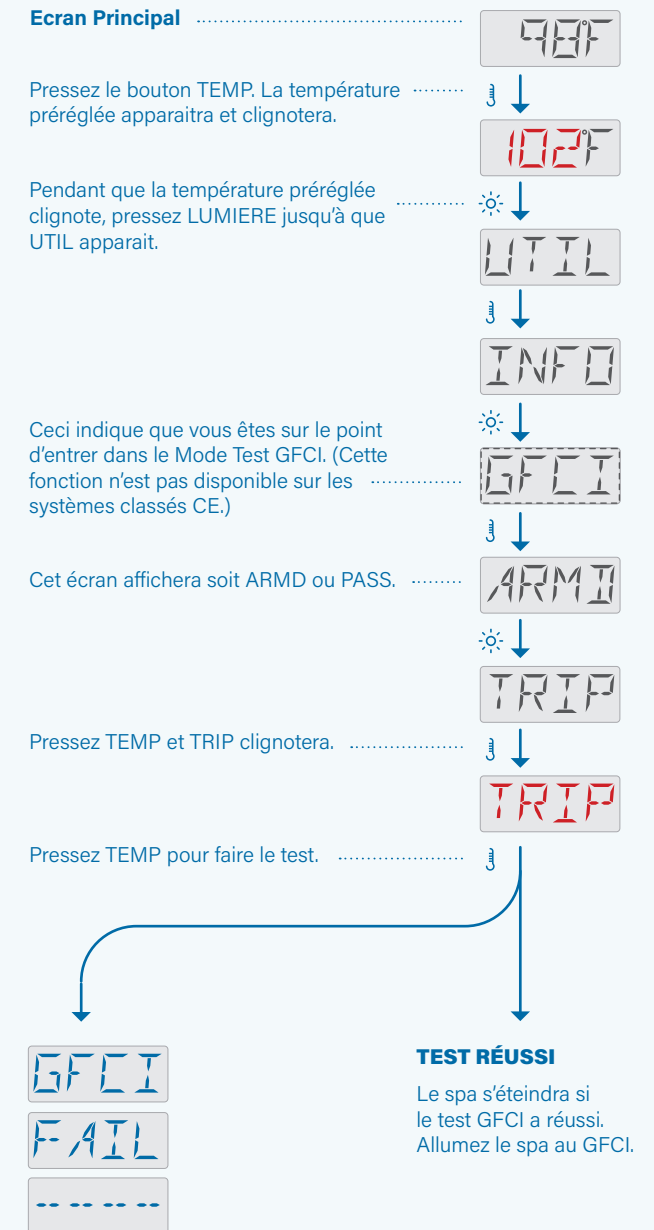 Ecran Principal
98°F
Pressez le bouton TEMP. La température
préréglée apparaitra et clignotera.
102°F
Pendant que la température préréglée
clignote, pressez LUMIERE jusqu'à que
UTIL apparait.
UTIL
INFO
Ceci indique que vous êtes sur le point
d'entrer dans le Mode Test GFCI. (Cette
fonction n'est pas disponible sur les
systèmes classés CE.)
GFCI
Cet écran affichera soit ARMD ou PASS.
ARMD
TRIP
Pressez TEMP et TRIP clignotera.
TRIP
Pressez TEMP pour faire le test.
GFCI
FAIL
-- -- -- --
TEST RÉUSSI
Le spa s'éteindra si
le test GFCI a réussi.
Allumez le spa au GFCI.